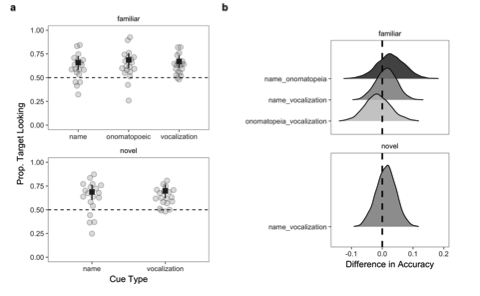 a
b
familiar
1.00
0.75
0.50
0.25
0.00
name
onomatopoeic
vocalization
novel
1.00
0.75
0.50
0.25
0.00
name
vocalization
Cue Type
Prop. Target Looking
familiar
name_onomatopeia
name_vocalization
onomatopeia_vocalization
novel
name_vocalization
-0.1
0.0
0.1
0.2
Difference in Accuracy